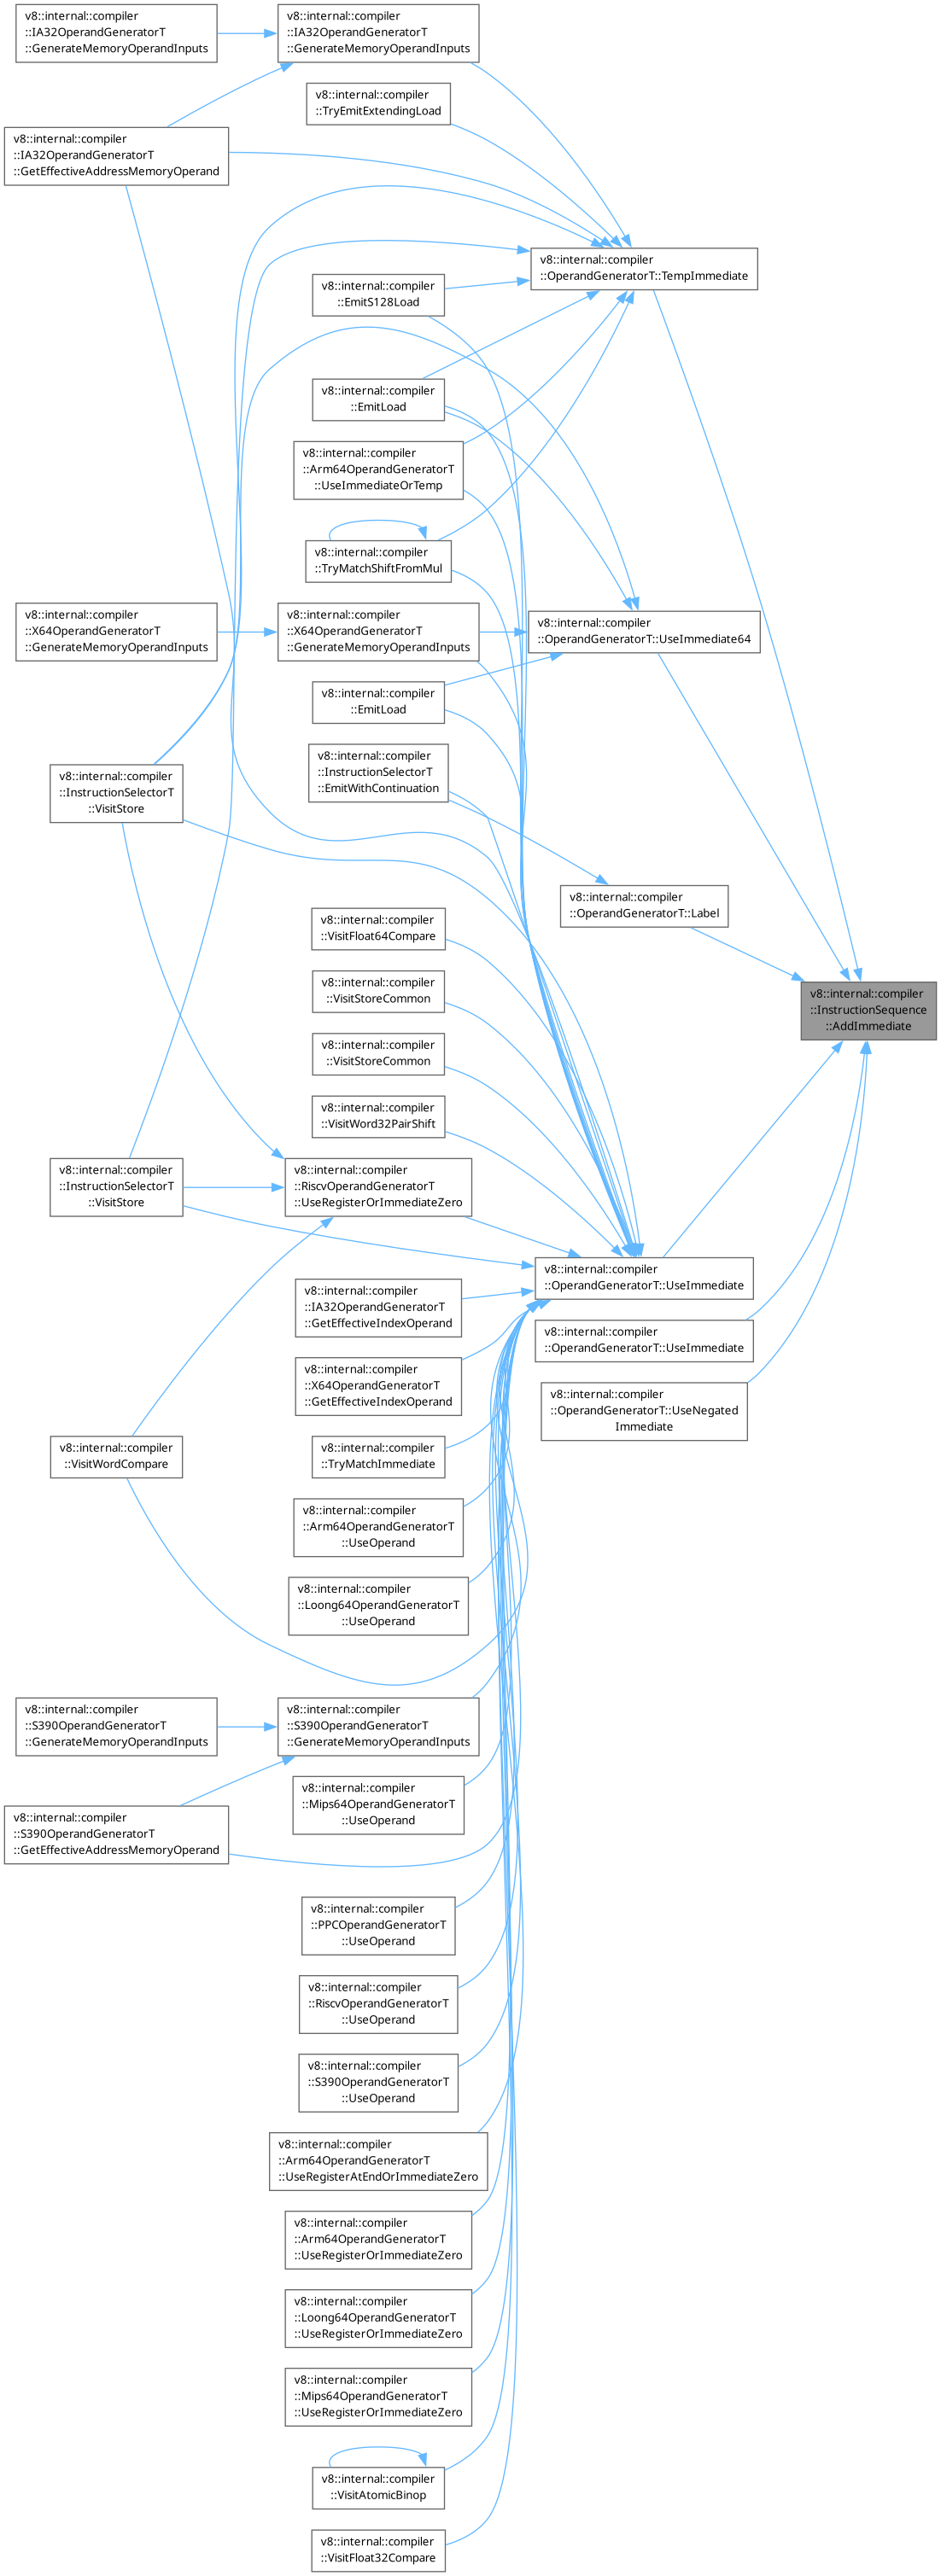 v8::internal::compiler
::IA32OperandGeneratorT
::GenerateMemoryOperandInputs
v8::internal::compiler
::IA32OperandGeneratorT
::GenerateMemoryOperandInputs
v8::internal::compiler
::TryEmitExtendingLoad
v8::internal::compiler
::IA32OperandGeneratorT
::GetEffectiveAddressMemoryOperand
v8::internal::compiler
::OperandGeneratorT::TempImmediate
v8::internal::compiler
::EmitS128Load
v8::internal::compiler
::EmitLoad
v8::internal::compiler
::Arm64OperandGeneratorT
::UseImmediateOrTemp
v8::internal::compiler
::TryMatchShiftFromMul
v8::internal::compiler
::X64OperandGeneratorT
::GenerateMemoryOperandInputs
v8::internal::compiler
::X64OperandGeneratorT
::GenerateMemoryOperandInputs
v8::internal::compiler
::OperandGeneratorT::UseImmediate64
v8::internal::compiler
::EmitLoad
v8::internal::compiler
::InstructionSelectorT
::EmitWithContinuation
v8::internal::compiler
::InstructionSelectorT
::VisitStore
v8::internal::compiler
::OperandGeneratorT::Label
v8::internal::compiler
::VisitFloat64Compare
v8::internal::compiler
::VisitStoreCommon
v8::internal::compiler
::InstructionSequence
::AddImmediate
v8::internal::compiler
::VisitStoreCommon
v8::internal::compiler
::VisitWord32PairShift
v8::internal::compiler
::InstructionSelectorT
::VisitStore
v8::internal::compiler
::RiscvOperandGeneratorT
::UseRegisterOrImmediateZero
v8::internal::compiler
::OperandGeneratorT::UseImmediate
v8::internal::compiler
::IA32OperandGeneratorT
::GetEffectiveIndexOperand
v8::internal::compiler
::OperandGeneratorT::UseImmediate
v8::internal::compiler
::X64OperandGeneratorT
::GetEffectiveIndexOperand
v8::internal::compiler
::OperandGeneratorT::UseNegated
Immediate
v8::internal::compiler
::VisitWordCompare
v8::internal::compiler
::TryMatchImmediate
v8::internal::compiler
::Arm64OperandGeneratorT
::UseOperand
v8::internal::compiler
::Loong64OperandGeneratorT
::UseOperand
v8::internal::compiler
::S390OperandGeneratorT
::GenerateMemoryOperandInputs
v8::internal::compiler
::S390OperandGeneratorT
::GenerateMemoryOperandInputs
v8::internal::compiler
::Mips64OperandGeneratorT
::UseOperand
v8::internal::compiler
::S390OperandGeneratorT
::GetEffectiveAddressMemoryOperand
v8::internal::compiler
::PPCOperandGeneratorT
::UseOperand
v8::internal::compiler
::RiscvOperandGeneratorT
::UseOperand
v8::internal::compiler
::S390OperandGeneratorT
::UseOperand
v8::internal::compiler
::Arm64OperandGeneratorT
::UseRegisterAtEndOrImmediateZero
v8::internal::compiler
::Arm64OperandGeneratorT
::UseRegisterOrImmediateZero
v8::internal::compiler
::Loong64OperandGeneratorT
::UseRegisterOrImmediateZero
v8::internal::compiler
::Mips64OperandGeneratorT
::UseRegisterOrImmediateZero
v8::internal::compiler
::VisitAtomicBinop
v8::internal::compiler
::VisitFloat32Compare